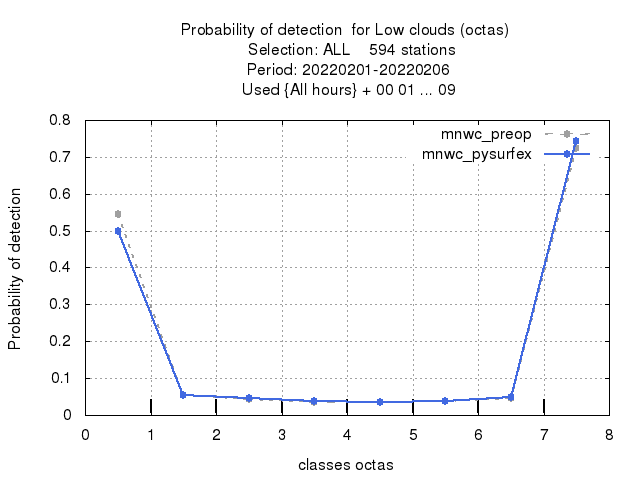 Probability of detection  for Low clouds (octas)
Selection: ALL    594 stations
Period: 20220201-20220206
Used {All hours} + 00 01 ... 09
mnwc_preop
mnwc_pysurfex
Probability of detection
0.8
0.7
0.6
0.5
0.4
0.3
0.2
0.1
0
0 1 2 3 4 5 6 7 8
classes octas